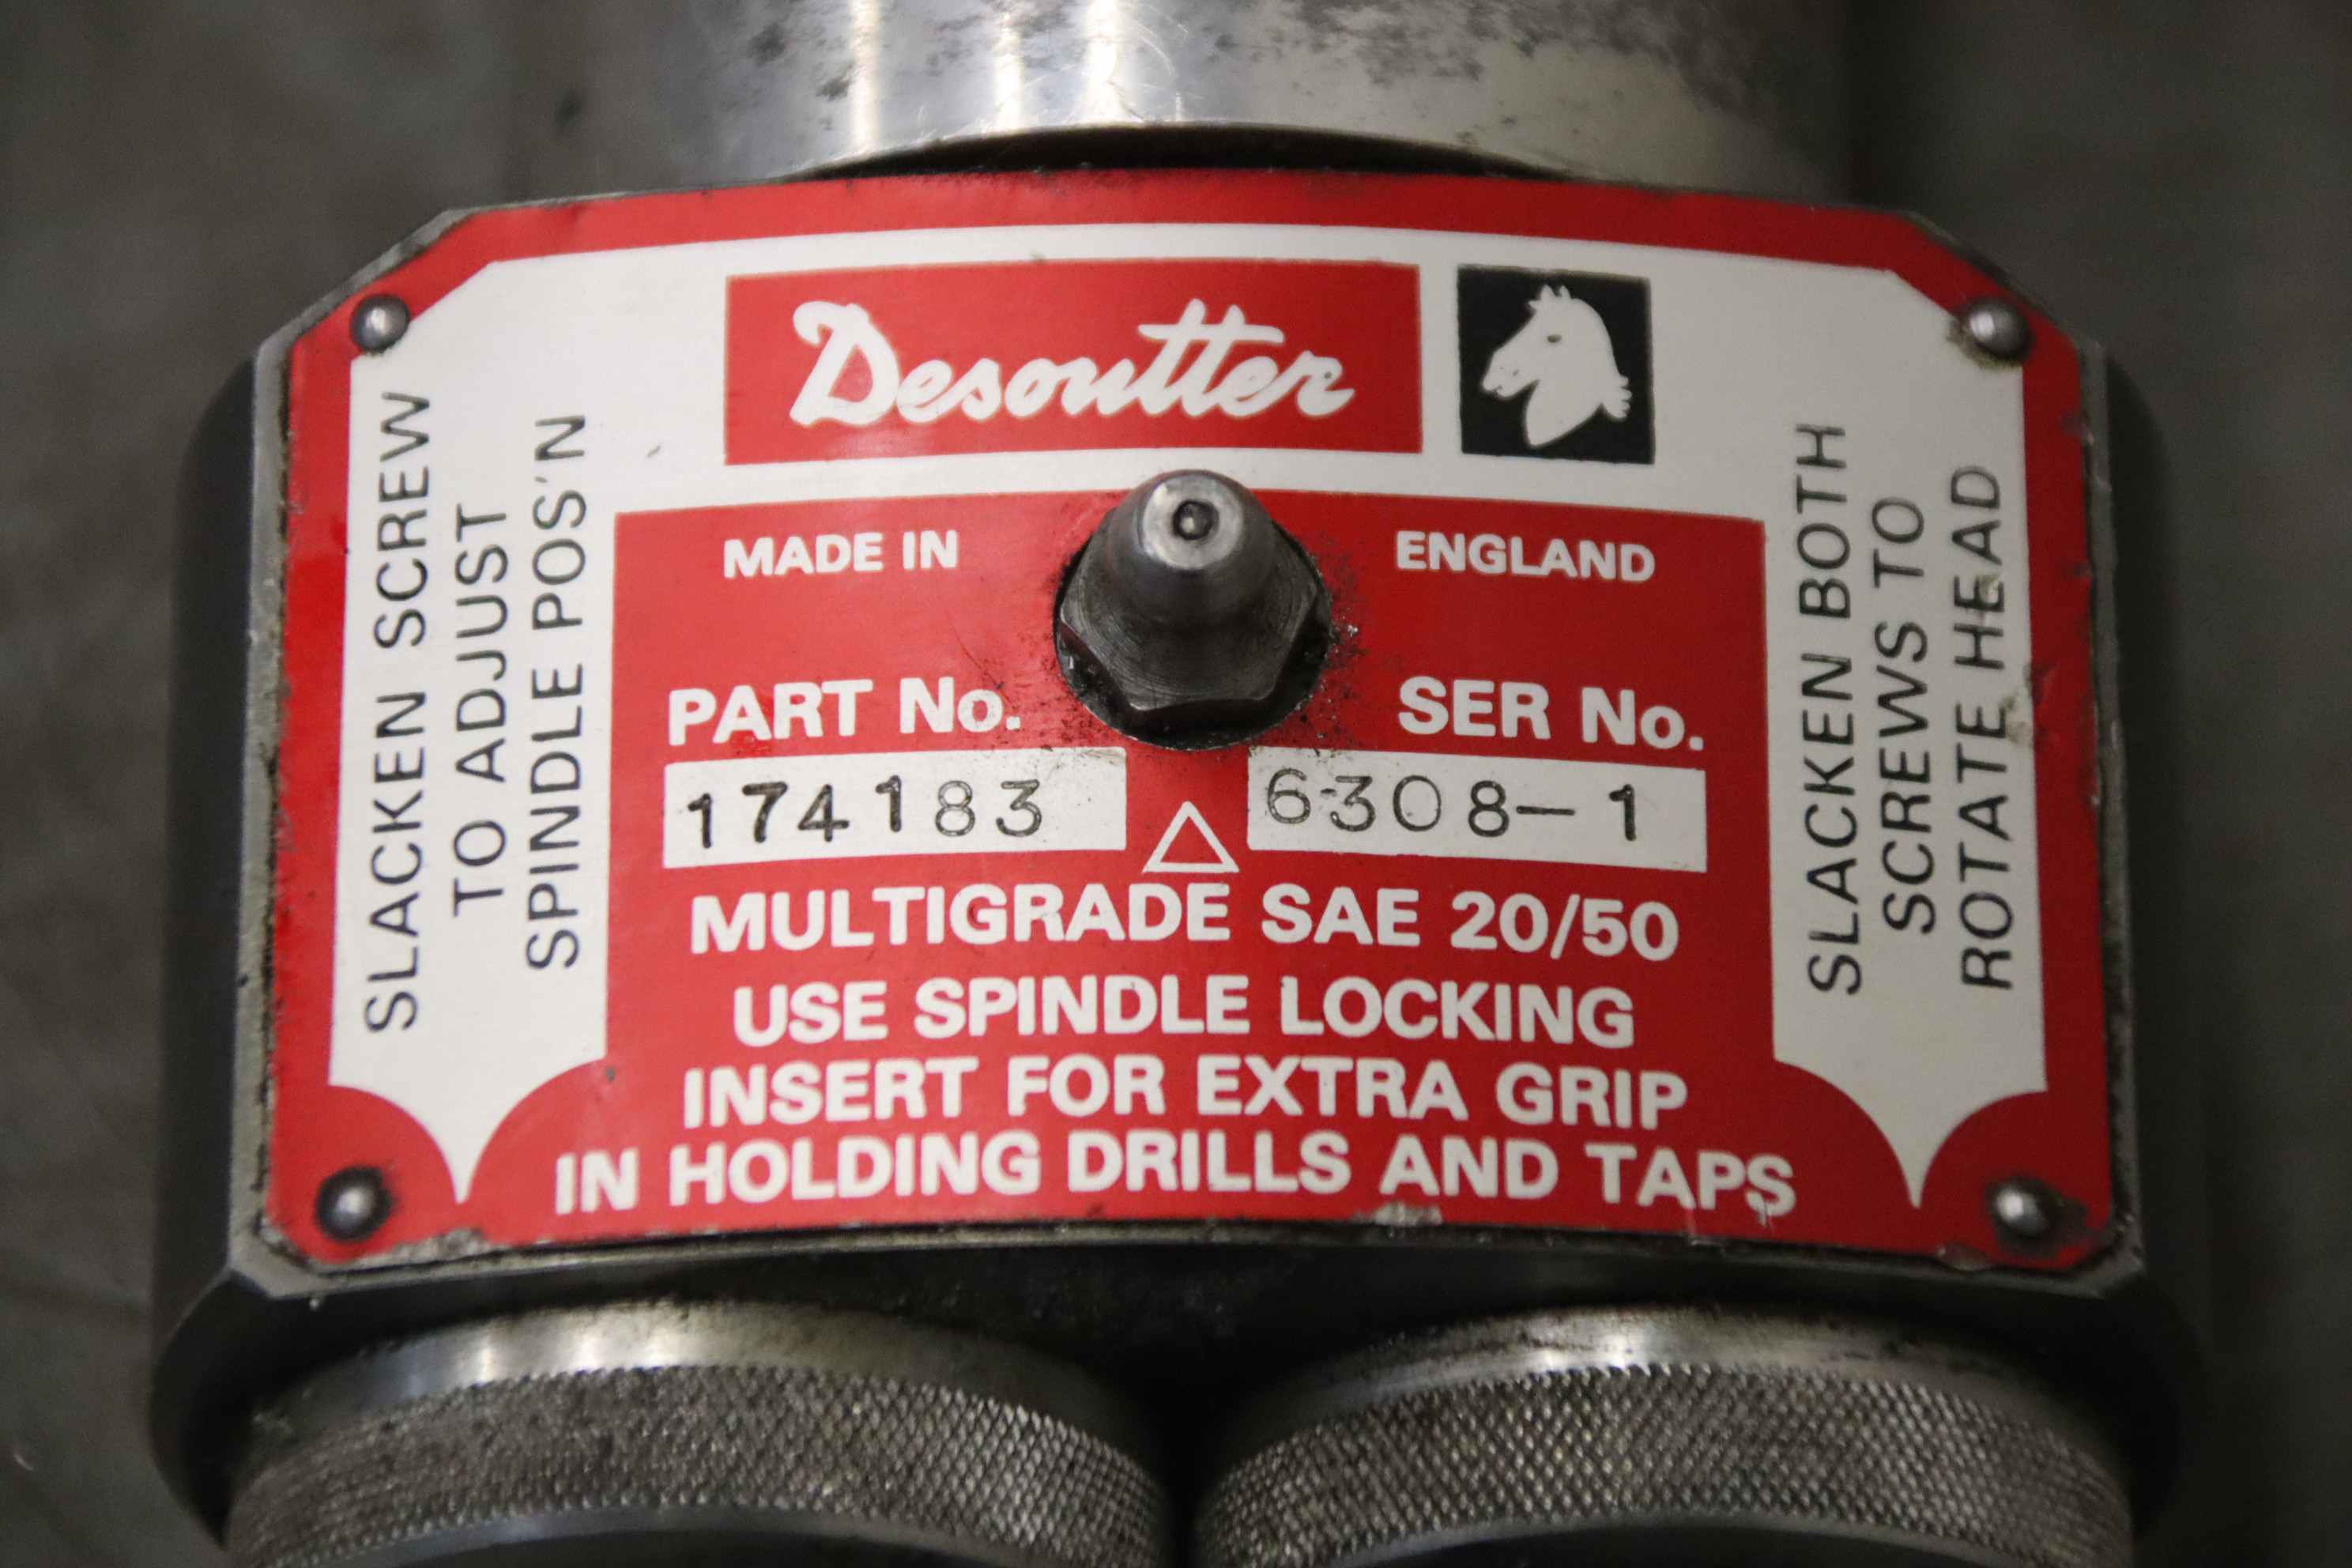 Desoutter
SLACKEN SCREW
TO ADJUST
SPINDLE POS'N
MADE IN ENGLAND
PART No. SER No.
174183 6308-1
MULTIGRADE SAE 20/50
USE SPINDLE LOCKING
INSERT FOR EXTRA GRIP
IN HOLDING DRILLS AND TAPS
SLACKEN BOTH
SCREWS TO
ROTATE HEAD